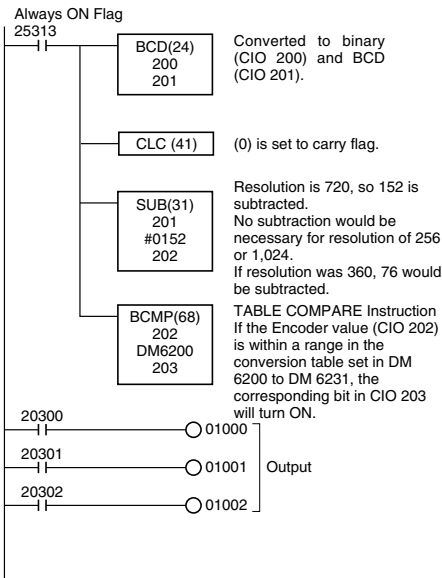 Always ON Flag
25313
BCD(24)
200
201
Converted to binary
(CIO 200) and BCD
(CIO 201).
CLC (41)
(0) is set to carry flag.
SUB(31)
201
#0152
202
Resolution is 720, so 152 is
subtracted.
No subtraction would be
necessary for resolution of 256
or 1,024.
If resolution was 360, 76 would
be subtracted.
BCMP(68)
202
DM6200
203
TABLE COMPARE Instruction
If the Encoder value (CIO 202)
is within a range in the
conversion table set in DM
6200 to DM 6231, the
corresponding bit in CIO 203
will turn ON.
20300
01000
20301
01001
Output
20302
01002